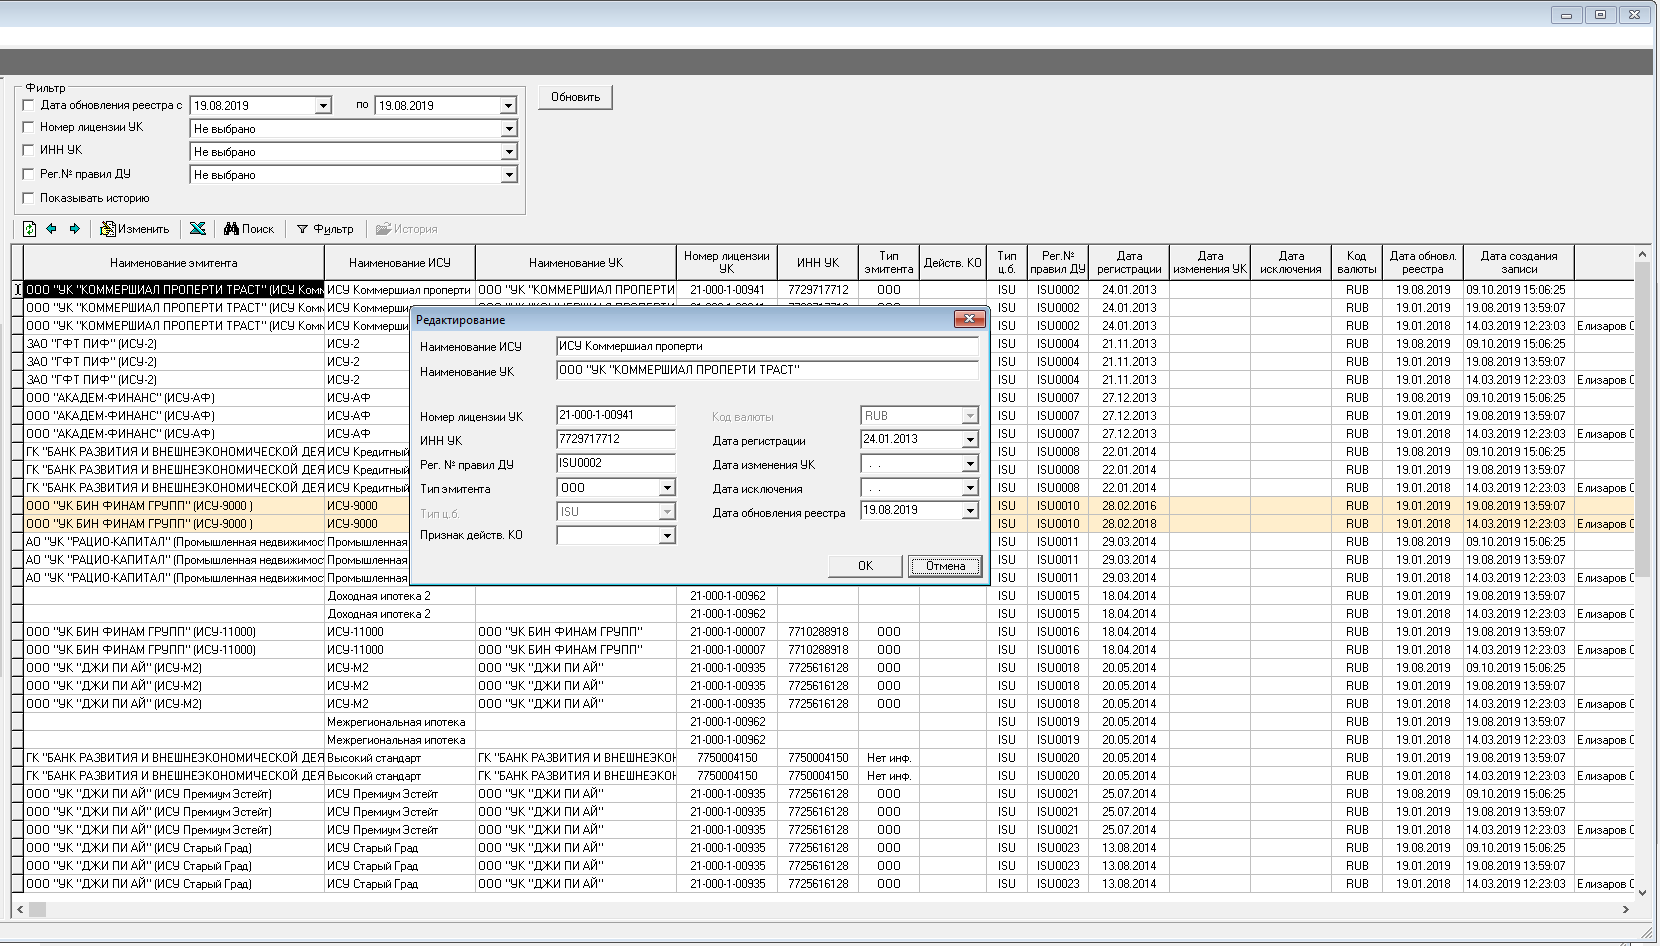 Фильтр
Дата обновления реестра с 19.08.2019 по 19.08.2019 Обновить
Номер лицензии УК Не выбрано
ИНН УК Не выбрано
Рег.№ правил ДУ Не выбрано
Показывать историю
Изменить Поиск Фильтр История
Наименование эмитента Наименование ИСУ Наименование УК Номер лицензии УК ИНН УК Тип эмитента Действ. КО Тип ц.б. Рег.№ правил ДУ Дата регистрации Дата изменения УК Дата исключения Код валюты Дата обновл. реестра Дата создания записи
ООО "УК "КОММЕРШИАЛ ПРОПЕРТИ ТРАСТ" (ИСУ Комм ИСУ Коммершиал проперти ООО "УК "КОММЕРШИАЛ ПРОПЕРТИ 21-000-1-00941 7729717712 ООО ISU ISU0002 24.01.2013 RUB 19.08.2019 09.10.2019 15:06:25
ООО "УК "КОММЕРШИАЛ ПРОПЕРТИ ТРАСТ" (ИСУ Комм ИСУ Коммерши ISU ISU0002 24.01.2013 RUB 19.01.2019 19.08.2019 13:59:07
ООО "УК "КОММЕРШИАЛ ПРОПЕРТИ ТРАСТ" (ИСУ Комм ИСУ Коммерши ISU ISU0002 24.01.2013 RUB 19.01.2018 14.03.2019 12:23:03 Елизаров С
ЗАО "ГФТ ПИФ" (ИСУ-2) ИСУ-2 ISU ISU0004 21.11.2013 RUB 19.08.2019 09.10.2019 15:06:25
ЗАО "ГФТ ПИФ" (ИСУ-2) ИСУ-2 ISU ISU0004 21.11.2013 RUB 19.01.2019 19.08.2019 13:59:07
ЗАО "ГФТ ПИФ" (ИСУ-2) ИСУ-2 ISU ISU0004 21.11.2013 RUB 19.01.2018 14.03.2019 12:23:03 Елизаров С
ООО "АКАДЕМ-ФИНАНС" (ИСУ-АФ) ИСУ-АФ ISU ISU0007 27.12.2013 RUB 19.08.2019 09.10.2019 15:06:25
ООО "АКАДЕМ-ФИНАНС" (ИСУ-АФ) ИСУ-АФ ISU ISU0007 27.12.2013 RUB 19.01.2019 19.08.2019 13:59:07
ООО "АКАДЕМ-ФИНАНС" (ИСУ-АФ) ИСУ-АФ ISU ISU0007 27.12.2013 RUB 19.01.2018 14.03.2019 12:23:03 Елизаров С
ГК "БАНК РАЗВИТИЯ И ВНЕШНЕЭКОНОМИЧЕСКОЙ ДЕЯ ИСУ Кредитный ISU ISU0008 22.01.2014 RUB 19.08.2019 09.10.2019 15:06:25
ГК "БАНК РАЗВИТИЯ И ВНЕШНЕЭКОНОМИЧЕСКОЙ ДЕЯ ИСУ Кредитный ISU ISU0008 22.01.2014 RUB 19.01.2019 19.08.2019 13:59:07
ГК "БАНК РАЗВИТИЯ И ВНЕШНЕЭКОНОМИЧЕСКОЙ ДЕЯ ИСУ Кредитный ISU ISU0008 22.01.2014 RUB 19.01.2018 14.03.2019 12:23:03 Елизаров С
ООО "УК БИН ФИНАМ ГРУПП" (ИСУ-9000 ) ИСУ-9000 ISU ISU0010 28.02.2016 RUB 19.01.2019 19.08.2019 13:59:07
ООО "УК БИН ФИНАМ ГРУПП" (ИСУ-9000 ) ИСУ-9000 ISU ISU0010 28.02.2018 RUB 19.01.2018 14.03.2019 12:23:03 Елизаров С
АО "УК "РАЦИО-КАПИТАЛ" (Промышленная недвижимос Промышленная ISU ISU0011 29.03.2014 RUB 19.08.2019 09.10.2019 15:06:25
АО "УК "РАЦИО-КАПИТАЛ" (Промышленная недвижимос Промышленная ISU ISU0011 29.03.2014 RUB 19.01.2019 19.08.2019 13:59:07
АО "УК "РАЦИО-КАПИТАЛ" (Промышленная недвижимос Промышленная ISU ISU0011 29.03.2014 RUB 19.01.2018 14.03.2019 12:23:03 Елизаров С
Доходная ипотека 2 21-000-1-00962 ISU ISU0015 18.04.2014 RUB 19.01.2019 19.08.2019 13:59:07
Доходная ипотека 2 21-000-1-00962 ISU ISU0015 18.04.2014 RUB 19.01.2018 14.03.2019 12:23:03 Елизаров С
ООО "УК БИН ФИНАМ ГРУПП" (ИСУ-11000) ИСУ-11000 ООО "УК БИН ФИНАМ ГРУПП" 21-000-1-00007 7710288918 ООО ISU ISU0016 18.04.2014 RUB 19.01.2019 19.08.2019 13:59:07
ООО "УК БИН ФИНАМ ГРУПП" (ИСУ-11000) ИСУ-11000 ООО "УК БИН ФИНАМ ГРУПП" 21-000-1-00007 7710288918 ООО ISU ISU0016 18.04.2014 RUB 19.01.2018 14.03.2019 12:23:03 Елизаров С
ООО "УК "ДЖИ ПИ АЙ" (ИСУ-М2) ИСУ-М2 ООО "УК "ДЖИ ПИ АЙ" 21-000-1-00935 7725616128 ООО ISU ISU0018 20.05.2014 RUB 19.08.2019 09.10.2019 15:06:25
ООО "УК "ДЖИ ПИ АЙ" (ИСУ-М2) ИСУ-М2 ООО "УК "ДЖИ ПИ АЙ" 21-000-1-00935 7725616128 ООО ISU ISU0018 20.05.2014 RUB 19.01.2019 19.08.2019 13:59:07
ООО "УК "ДЖИ ПИ АЙ" (ИСУ-М2) ИСУ-М2 ООО "УК "ДЖИ ПИ АЙ" 21-000-1-00935 7725616128 ООО ISU ISU0018 20.05.2014 RUB 19.01.2018 14.03.2019 12:23:03 Елизаров С
Межрегиональная ипотека 21-000-1-00962 ISU ISU0019 20.05.2014 RUB 19.01.2019 19.08.2019 13:59:07
Межрегиональная ипотека 21-000-1-00962 ISU ISU0019 20.05.2014 RUB 19.01.2018 14.03.2019 12:23:03 Елизаров С
ГК "БАНК РАЗВИТИЯ И ВНЕШНЕЭКОНОМИЧЕСКОЙ ДЕЯ Высокий стандарт ГК "БАНК РАЗВИТИЯ И ВНЕШНЕЭКОН 7750004150 7750004150 Нет инф. ISU ISU0020 20.05.2014 RUB 19.01.2019 19.08.2019 13:59:07
ГК "БАНК РАЗВИТИЯ И ВНЕШНЕЭКОНОМИЧЕСКОЙ ДЕЯ Высокий стандарт ГК "БАНК РАЗВИТИЯ И ВНЕШНЕЭКОН 7750004150 7750004150 Нет инф. ISU ISU0020 20.05.2014 RUB 19.01.2018 14.03.2019 12:23:03 Елизаров С
ООО "УК "ДЖИ ПИ АЙ" (ИСУ Премиум Эстейт) ИСУ Премиум Эстейт ООО "УК "ДЖИ ПИ АЙ" 21-000-1-00935 7725616128 ООО ISU ISU0021 25.07.2014 RUB 19.08.2019 09.10.2019 15:06:25
ООО "УК "ДЖИ ПИ АЙ" (ИСУ Премиум Эстейт) ИСУ Премиум Эстейт ООО "УК "ДЖИ ПИ АЙ" 21-000-1-00935 7725616128 ООО ISU ISU0021 25.07.2014 RUB 19.01.2019 19.08.2019 13:59:07
ООО "УК "ДЖИ ПИ АЙ" (ИСУ Премиум Эстейт) ИСУ Премиум Эстейт ООО "УК "ДЖИ ПИ АЙ" 21-000-1-00935 7725616128 ООО ISU ISU0021 25.07.2014 RUB 19.01.2018 14.03.2019 12:23:03 Елизаров С
ООО "УК "ДЖИ ПИ АЙ" (ИСУ Старый Град) ИСУ Старый Град ООО "УК "ДЖИ ПИ АЙ" 21-000-1-00935 7725616128 ООО ISU ISU0023 13.08.2014 RUB 19.08.2019 09.10.2019 15:06:25
ООО "УК "ДЖИ ПИ АЙ" (ИСУ Старый Град) ИСУ Старый Град ООО "УК "ДЖИ ПИ АЙ" 21-000-1-00935 7725616128 ООО ISU ISU0023 13.08.2014 RUB 19.01.2019 19.08.2019 13:59:07
ООО "УК "ДЖИ ПИ АЙ" (ИСУ Старый Град) ИСУ Старый Град ООО "УК "ДЖИ ПИ АЙ" 21-000-1-00935 7725616128 ООО ISU ISU0023 13.08.2014 RUB 19.01.2018 14.03.2019 12:23:03 Елизаров С
Редактирование
Наименование ИСУ ИСУ Коммершиал проперти
Наименование УК ООО "УК "КОММЕРШИАЛ ПРОПЕРТИ ТРАСТ"
Номер лицензии УК 21-000-1-00941 Код валюты RUB
ИНН УК 7729717712 Дата регистрации 24.01.2013
Рег. № правил ДУ ISU0002 Дата изменения УК . .
Тип эмитента ООО Дата исключения . .
Тип ц.б. ISU Дата обновления реестра 19.08.2019
Признак действ. КО
OK Отмена